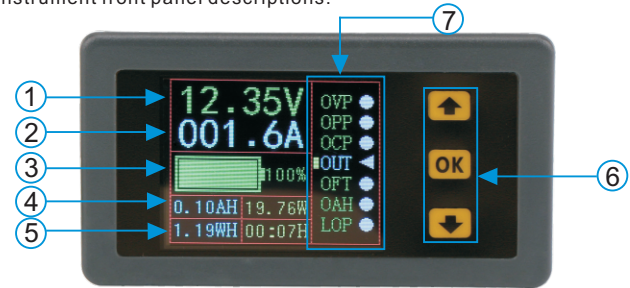 nstrument front panel descriptions:
7
1
2
3
4
5
12.35V
001.6A
100%
0.10AH 19.76W
1.19WH 00:07H
OVP
OPP
OCP
OUT
OFT
OAH
LOP
OK
6